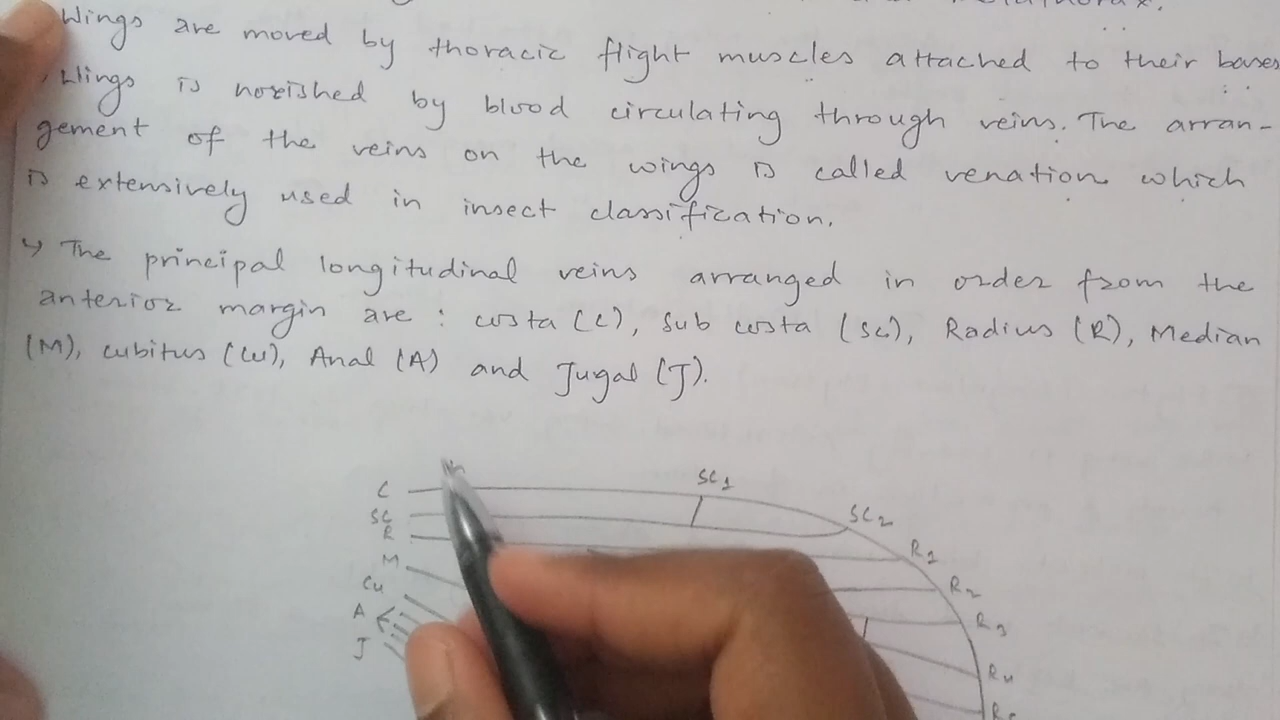 Wings are moved by thoracic flight muscles attached to their bases
Wings is norished by blood circulating through veins. The arran-
gement of the veins on the wings is called venation which
is extensively used in insect classification.
The principal longitudinal veins arranged in order from the
anterior margin are : costa (C), Sub costa (SC), Radius (R), Median
(M), cubitus (Cu), Anal (A) and Jugal (J).
C SC1
SC SC2
R R1
M R2
Cu R3
A
J R4